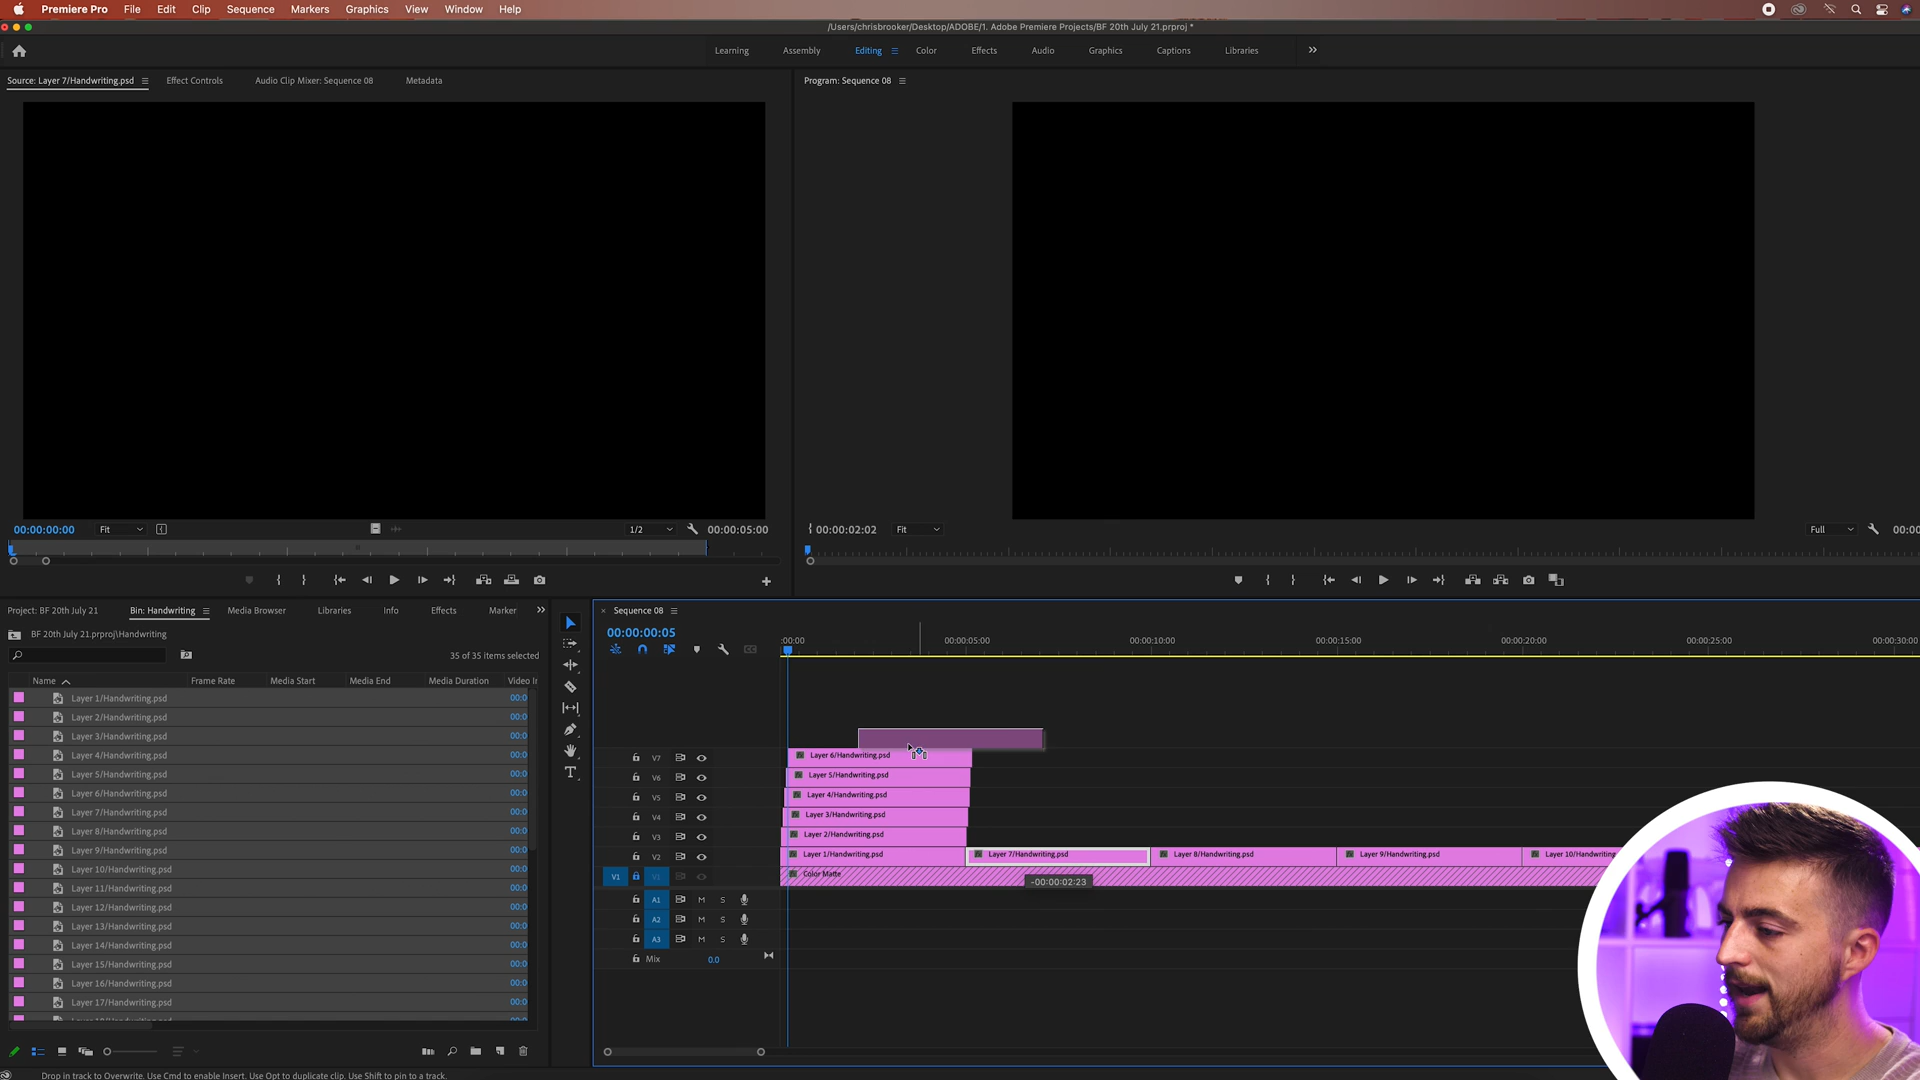 Premiere Pro File Edit Clip Sequence Markers Graphics View Window Help
/Users/chrisbrooker/Desktop/ADOBE/1. Adobe Premiere Projects/BF 20th July 21.prproj *
Learning Assembly Editing Color Effects Audio Graphics Captions Libraries
Source: Layer 7/Handwriting.psd Effect Controls Audio Clip Mixer: Sequence 08 Metadata
Program: Sequence 08
00:00:00:00 Fit 1/2 00:00:05:00
00:00:02:02 Fit Full 00:00
Project: BF 20th July 21 Bin: Handwriting Media Browser Libraries Info Effects Marker
BF 20th July 21.prproj\Handwriting
35 of 35 items selected
Name Frame Rate Media Start Media End Media Duration Video In
Layer 1/Handwriting.psd 00:0
Layer 2/Handwriting.psd 00:0
Layer 3/Handwriting.psd 00:0
Layer 4/Handwriting.psd 00:0
Layer 5/Handwriting.psd 00:0
Layer 6/Handwriting.psd 00:0
Layer 7/Handwriting.psd 00:0
Layer 8/Handwriting.psd 00:0
Layer 9/Handwriting.psd 00:0
Layer 10/Handwriting.psd 00:0
Layer 11/Handwriting.psd 00:0
Layer 12/Handwriting.psd 00:0
Layer 13/Handwriting.psd 00:0
Layer 14/Handwriting.psd 00:0
Layer 15/Handwriting.psd 00:0
Layer 16/Handwriting.psd 00:0
Layer 17/Handwriting.psd 00:0
Sequence 08
00:00:00:05
:00:00 00:00:05:00 00:00:10:00 00:00:15:00 00:00:20:00 00:00:25:00 00:00:30:00
V7 Layer 6/Handwriting.psd
V6 Layer 5/Handwriting.psd
V5 Layer 4/Handwriting.psd
V4 Layer 3/Handwriting.psd
V3 Layer 2/Handwriting.psd
V2 Layer 1/Handwriting.psd Layer 7/Handwriting.psd Layer 8/Handwriting.psd Layer 9/Handwriting.psd Layer 10/Handwriting
V1 V1 Color Matte
-00:00:02:23
A1 M S
A2 M S
A3 M S
Mix 0.0
Drop in track to Overwrite. Use Cmd to enable Insert. Use Opt to duplicate clip. Use Shift to pin to a track.